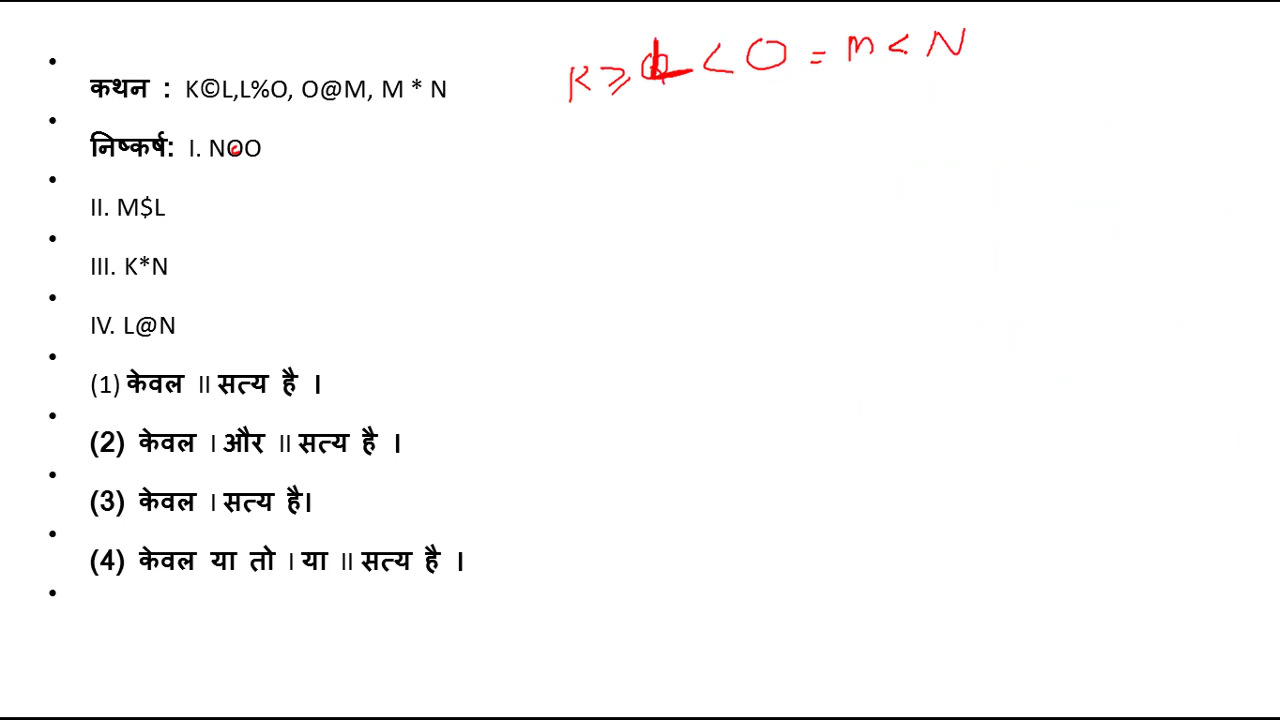 K ≥ L < O = m < N
कथन : K©L,L%O, O@M, M * N
निष्कर्ष: I. N©O
II. M$L
III. K*N
IV. L@N
(1) केवल II सत्य है ।
(2) केवल I और II सत्य है ।
(3) केवल I सत्य है।
(4) केवल या तो I या II सत्य है ।